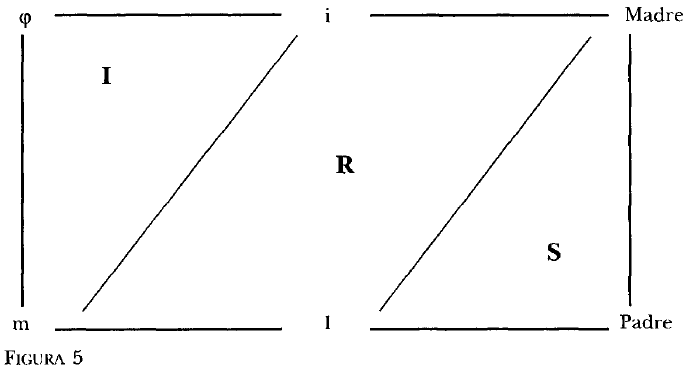 φ i Madre
I
R
S
m I Padre
FIGURA 5